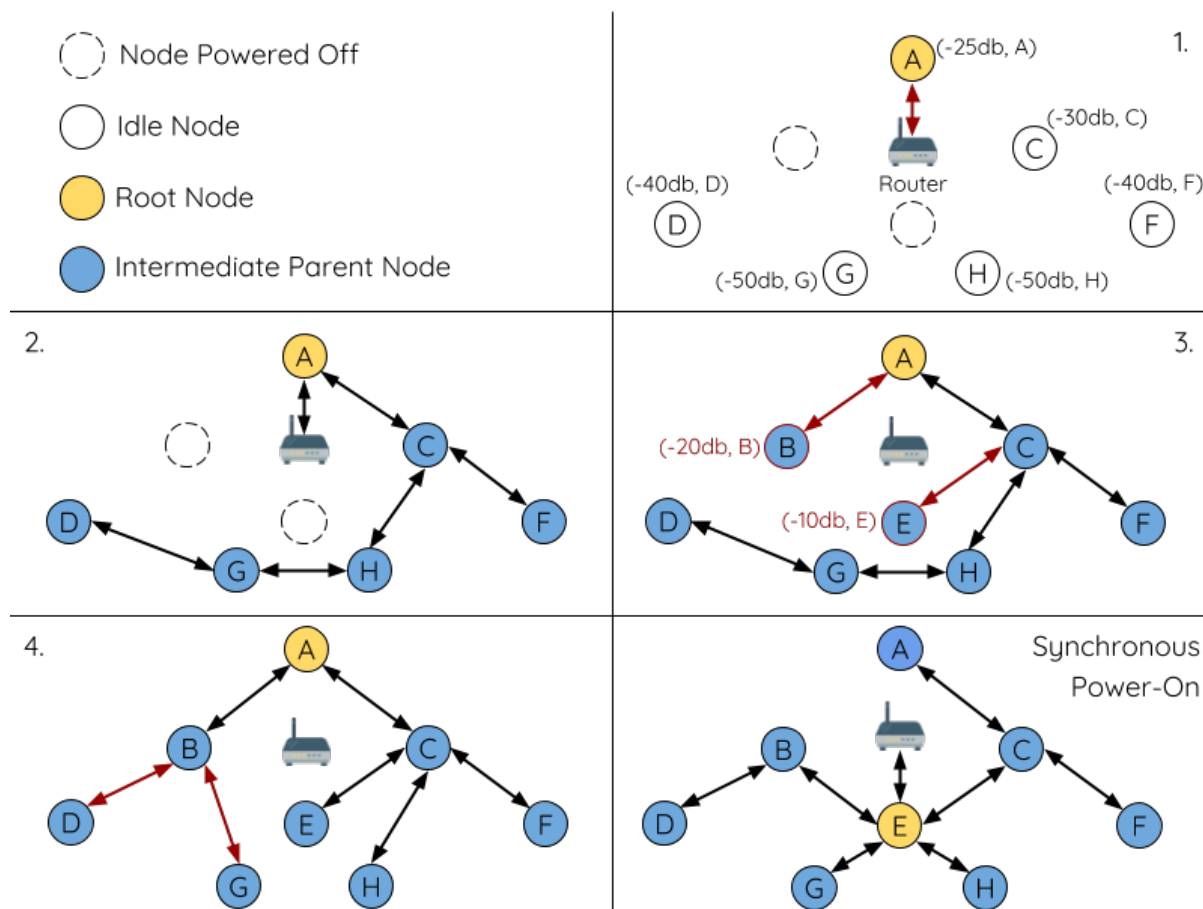 Node Powered Off
Idle Node
Root Node
Intermediate Parent Node
1.
A
(-25db, A)
(-30db, C)
C
Router
(-40db, D)
(-40db, F)
D
F
(-50db, G)
G
H
(-50db, H)
2.
A
C
D
F
G
H
3.
A
(-20db, B)
B
C
D
(-10db, E)
E
F
G
H
4.
A
B
C
D
E
F
G
H
Synchronous
Power-On
A
B
C
D
E
F
G
H